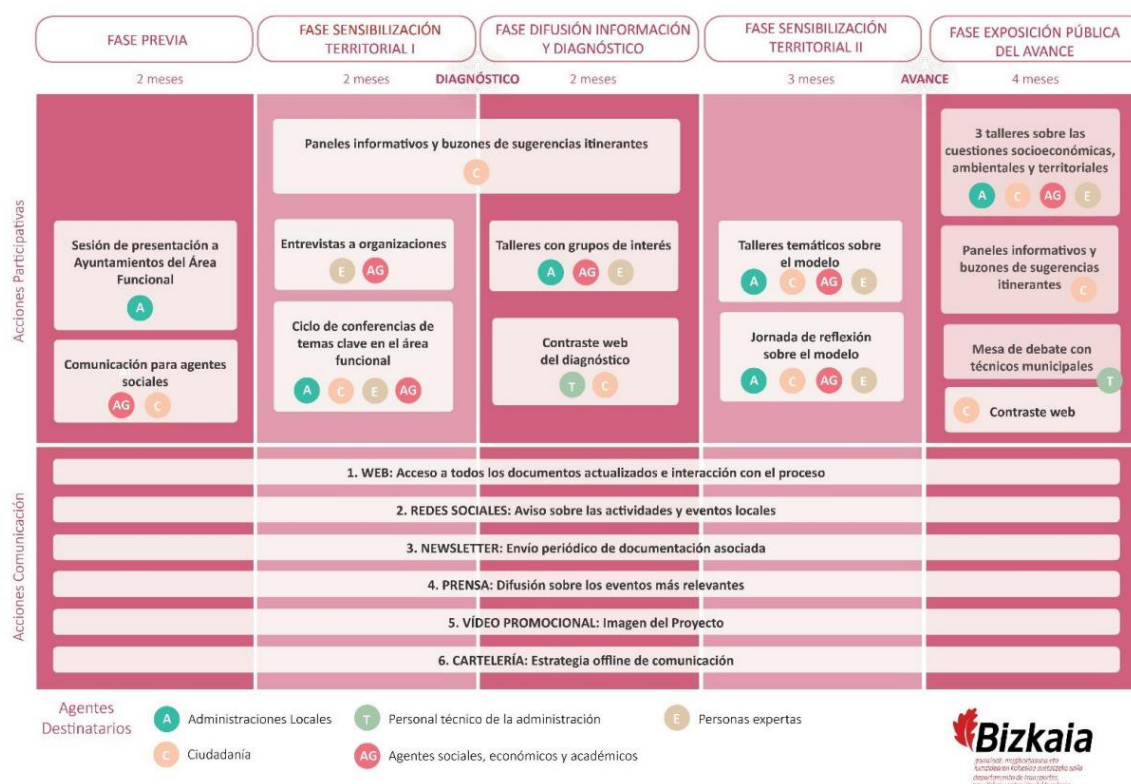 FASE PREVIA
FASE SENSIBILIZACIÓN
TERRITORIAL I
FASE DIFUSIÓN INFORMACIÓN
Y DIAGNÓSTICO
FASE SENSIBILIZACIÓN
TERRITORIAL II
FASE EXPOSICIÓN PÚBLICA
DEL AVANCE
2 meses
2 meses
DIAGNÓSTICO
2 meses
3 meses
AVANCE
4 meses
Acciones Participativas
Sesión de presentación a
Ayuntamientos del Área
Funcional
A
Comunicación para agentes
sociales
AG C
Paneles informativos y buzones de sugerencias itinerantes
C
Entrevistas a organizaciones
E AG
Ciclo de conferencias de
temas clave en el área
funcional
A C E AG
Talleres con grupos de interés
A AG E
Contraste web
del diagnóstico
T C
Talleres temáticos sobre
el modelo
A C AG E
Jornada de reflexión
sobre el modelo
A C AG E
3 talleres sobre las
cuestiones socioeconómicas,
ambientales y territoriales
A C AG E
Paneles informativos y
buzones de sugerencias
itinerantes
C
Mesa de debate con
técnicos municipales
T
C Contraste web
Acciones Comunicación
1. WEB: Acceso a todos los documentos actualizados e interacción con el proceso
2. REDES SOCIALES: Aviso sobre las actividades y eventos locales
3. NEWSLETTER: Envío periódico de documentación asociada
4. PRENSA: Difusión sobre los eventos más relevantes
5. VÍDEO PROMOCIONAL: Imagen del Proyecto
6. CARTELERÍA: Estrategia offline de comunicación
Agentes
Destinatarios
A Administraciones Locales
T Personal técnico de la administración
E Personas expertas
C Ciudadanía
AG Agentes sociales, económicos y académicos
Bizkaia
departamento de transportes,